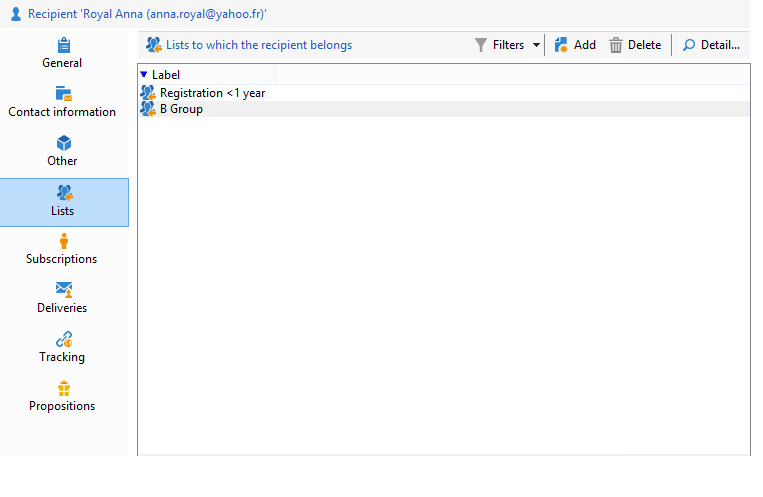 Recipient 'Royal Anna (anna.royal@yahoo.fr)'
General
Contact information
Other
Lists
Subscriptions
Deliveries
Tracking
Propositions
Lists to which the recipient belongs Filters Add Delete Detail...
Label
Registration <1 year
B Group